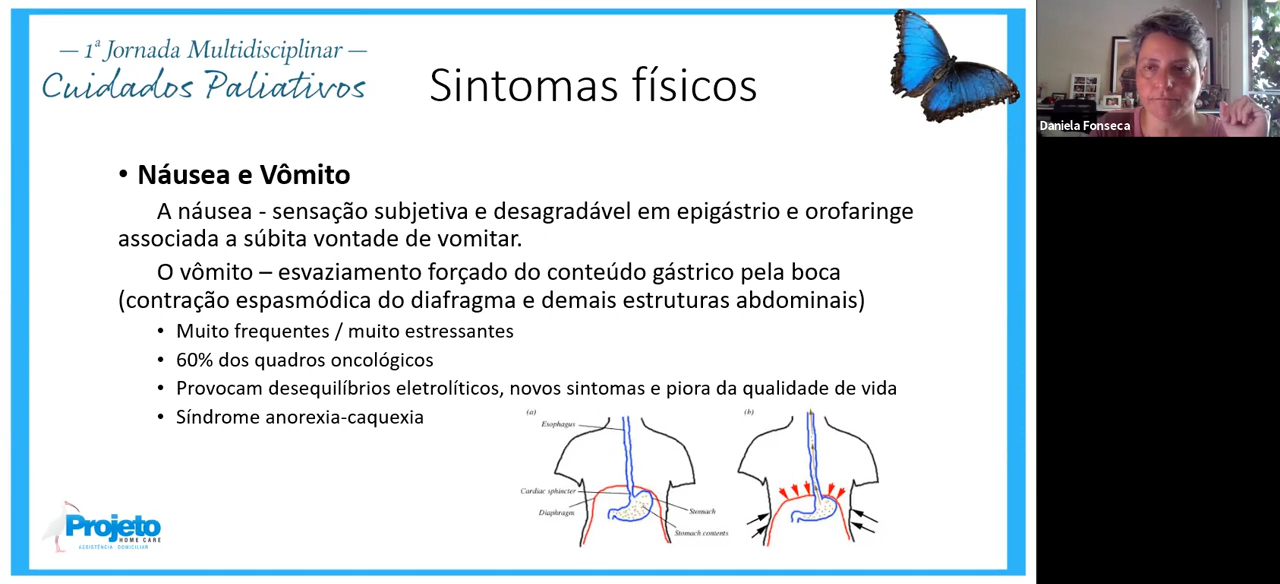 — 1ª Jornada Multidisciplinar —
Cuidados Paliativos
Sintomas físicos
Daniela Fonseca
• Náusea e Vômito
A náusea - sensação subjetiva e desagradável em epigástrio e orofaringe
associada a súbita vontade de vomitar.
O vômito – esvaziamento forçado do conteúdo gástrico pela boca
(contração espasmódica do diafragma e demais estruturas abdominais)
• Muito frequentes / muito estressantes
• 60% dos quadros oncológicos
• Provocam desequilíbrios eletrolíticos, novos sintomas e piora da qualidade de vida
• Síndrome anorexia-caquexia
(a)
Esophagus
Cardiac sphincter
Diaphragm
Stomach
Stomach contents
(b)
Projeto
HOME CARE
ASSISTÊNCIA DOMICILIAR